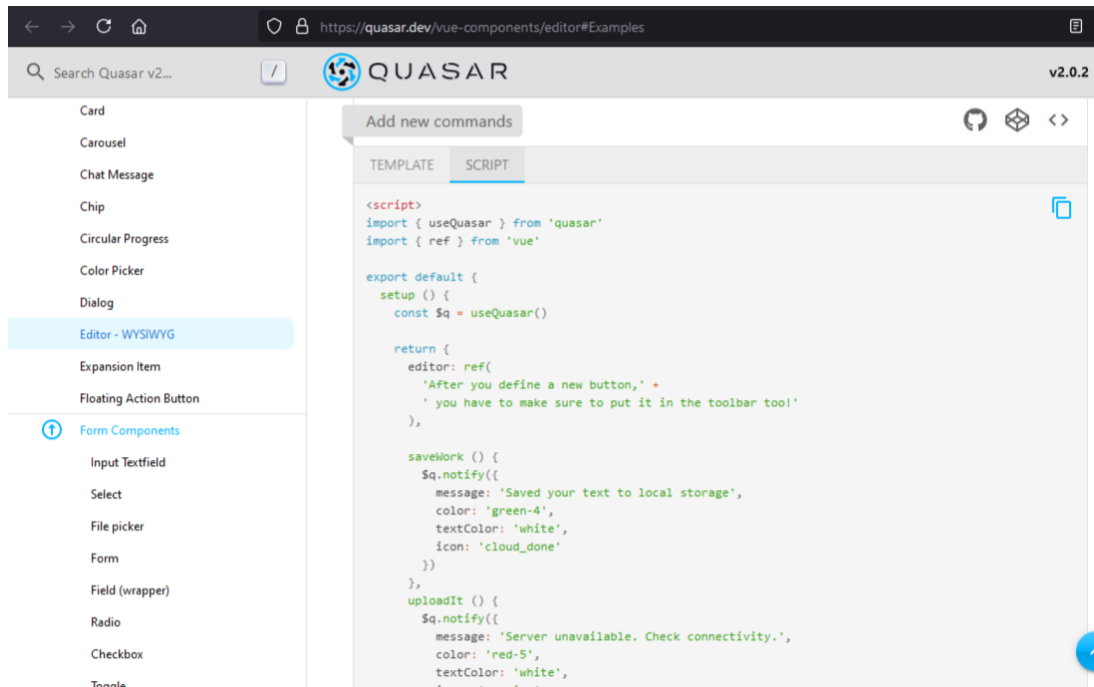 https://quasar.dev/vue-components/editor#Examples
Search Quasar v2...
/
QUASAR
v2.0.2
Card
Carousel
Chat Message
Chip
Circular Progress
Color Picker
Dialog
Editor - WYSIWYG
Expansion Item
Floating Action Button
Form Components
Input Textfield
Select
File picker
Form
Field (wrapper)
Radio
Checkbox
Toggle
Add new commands
TEMPLATE SCRIPT
<script>
import { useQuasar } from 'quasar'
import { ref } from 'vue'
export default {
setup () {
const $q = useQuasar()
return {
editor: ref(
'After you define a new button,' +
' you have to make sure to put it in the toolbar too!'
),
saveWork () {
$q.notify({
message: 'Saved your text to local storage',
color: 'green-4',
textColor: 'white',
icon: 'cloud_done'
})
},
uploadIt () {
$q.notify({
message: 'Server unavailable. Check connectivity.',
color: 'red-5',
textColor: 'white',